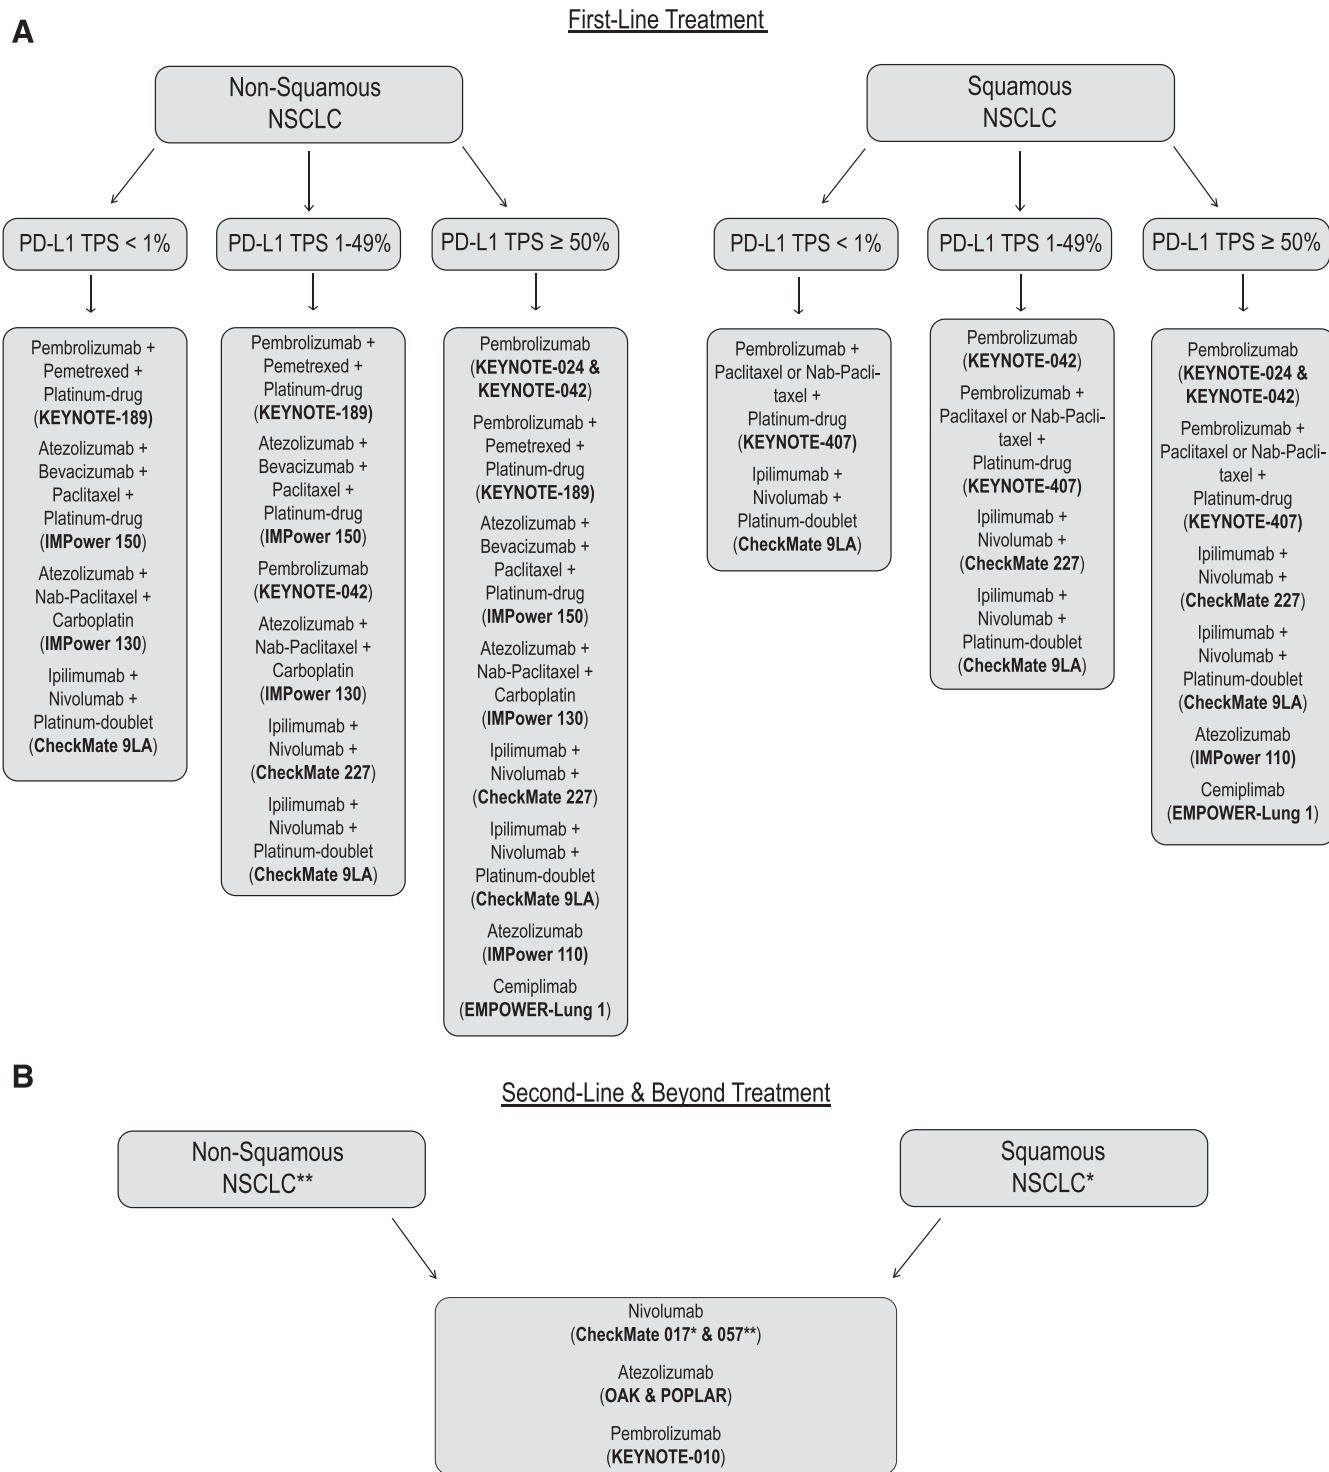 A
First-Line Treatment
Non-Squamous
NSCLC
PD-L1 TPS < 1%
PD-L1 TPS 1-49%
PD-L1 TPS ≥ 50%
Pembrolizumab +
Pemetrexed +
Platinum-drug
(KEYNOTE-189)
Atezolizumab +
Bevacizumab +
Paclitaxel +
Platinum-drug
(IMPower 150)
Atezolizumab +
Nab-Paclitaxel +
Carboplatin
(IMPower 130)
Ipilimumab +
Nivolumab +
Platinum-doublet
(CheckMate 9LA)
Pembrolizumab +
Pemetrexed +
Platinum-drug
(KEYNOTE-189)
Atezolizumab +
Bevacizumab +
Paclitaxel +
Platinum-drug
(IMPower 150)
Pembrolizumab
(KEYNOTE-042)
Atezolizumab +
Nab-Paclitaxel +
Carboplatin
(IMPower 130)
Ipilimumab +
Nivolumab +
(CheckMate 227)
Ipilimumab +
Nivolumab +
Platinum-doublet
(CheckMate 9LA)
Pembrolizumab
(KEYNOTE-024 &
KEYNOTE-042)
Pembrolizumab +
Pemetrexed +
Platinum-drug
(KEYNOTE-189)
Atezolizumab +
Bevacizumab +
Paclitaxel +
Platinum-drug
(IMPower 150)
Atezolizumab +
Nab-Paclitaxel +
Carboplatin
(IMPower 130)
Ipilimumab +
Nivolumab +
(CheckMate 227)
Ipilimumab +
Nivolumab +
Platinum-doublet
(CheckMate 9LA)
Atezolizumab
(IMPower 110)
Cemiplimab
(EMPOWER-Lung 1)
Squamous
NSCLC
PD-L1 TPS < 1%
PD-L1 TPS 1-49%
PD-L1 TPS ≥ 50%
Pembrolizumab +
Paclitaxel or Nab-Pacli-
taxel +
Platinum-drug
(KEYNOTE-407)
Ipilimumab +
Nivolumab +
Platinum-doublet
(CheckMate 9LA)
Pembrolizumab
(KEYNOTE-042)
Pembrolizumab +
Paclitaxel or Nab-Pacli-
taxel +
Platinum-drug
(KEYNOTE-407)
Ipilimumab +
Nivolumab +
(CheckMate 227)
Ipilimumab +
Nivolumab +
Platinum-doublet
(CheckMate 9LA)
Pembrolizumab
(KEYNOTE-024 &
KEYNOTE-042)
Pembrolizumab +
Paclitaxel or Nab-Pacli-
taxel +
Platinum-drug
(KEYNOTE-407)
Ipilimumab +
Nivolumab +
(CheckMate 227)
Ipilimumab +
Nivolumab +
Platinum-doublet
(CheckMate 9LA)
Atezolizumab
(IMPower 110)
Cemiplimab
(EMPOWER-Lung 1)
B
Second-Line & Beyond Treatment
Non-Squamous
NSCLC**
Squamous
NSCLC*
Nivolumab
(CheckMate 017* & 057**)
Atezolizumab
(OAK & POPLAR)
Pembrolizumab
(KEYNOTE-010)